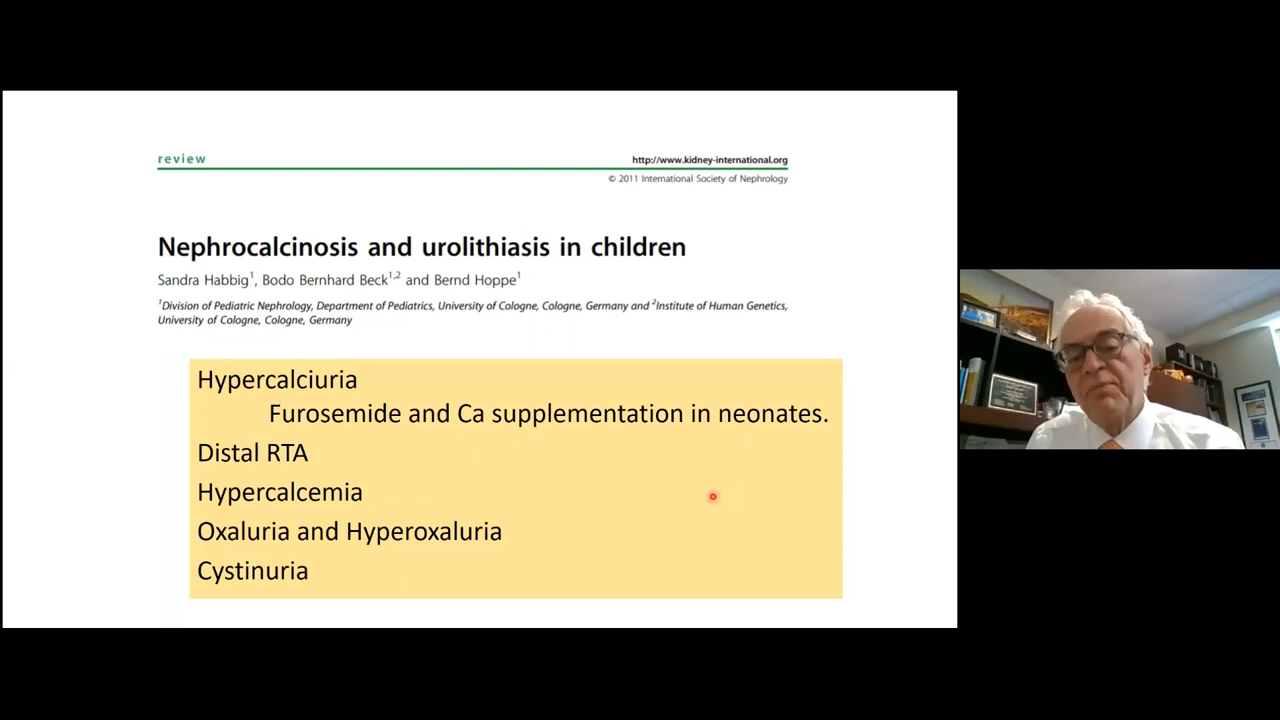 review
http://www.kidney-international.org
© 2011 International Society of Nephrology
Nephrocalcinosis and urolithiasis in children
Sandra Habbig1, Bodo Bernhard Beck1,2 and Bernd Hoppe1
1Division of Pediatric Nephrology, Department of Pediatrics, University of Cologne, Cologne, Germany and 2Institute of Human Genetics,
University of Cologne, Cologne, Germany
Hypercalciuria
Furosemide and Ca supplementation in neonates.
Distal RTA
Hypercalcemia
Oxaluria and Hyperoxaluria
Cystinuria